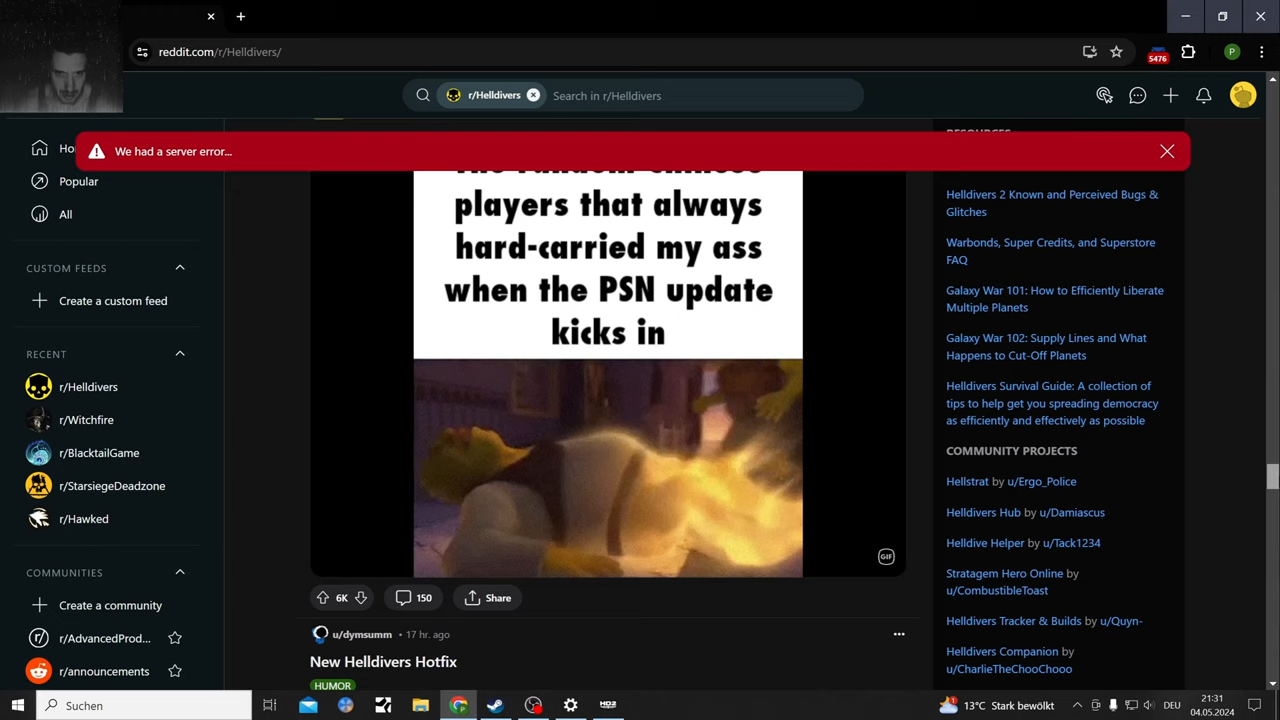 reddit.com/r/Helldivers/
5476
P
r/Helldivers
Search in r/Helldivers
We had a server error...
Popular
All
CUSTOM FEEDS
Create a custom feed
RECENT
r/Helldivers
r/Witchfire
r/BlacktailGame
r/StarsiegeDeadzone
r/Hawked
COMMUNITIES
Create a community
r/AdvancedProd...
r/announcements
players that always
hard-carried my ass
when the PSN update
kicks in
GIF
6K
150
Share
u/dymsumm • 17 hr. ago
New Helldivers Hotfix
HUMOR
RESOURCES
Helldivers 2 Known and Perceived Bugs &
Glitches
Warbonds, Super Credits, and Superstore
FAQ
Galaxy War 101: How to Efficiently Liberate
Multiple Planets
Galaxy War 102: Supply Lines and What
Happens to Cut-Off Planets
Helldivers Survival Guide: A collection of
tips to help get you spreading democracy
as efficiently and effectively as possible
COMMUNITY PROJECTS
Hellstrat by u/Ergo_Police
Helldivers Hub by u/Damiascus
Helldive Helper by u/Tack1234
Stratagem Hero Online by
u/CombustibleToast
Helldivers Tracker & Builds by u/Quyn-
Helldivers Companion by
u/CharlieTheChooChooo
Suchen
HD2
1
13°C Stark bewölkt
DEU
21:31
04.05.2024